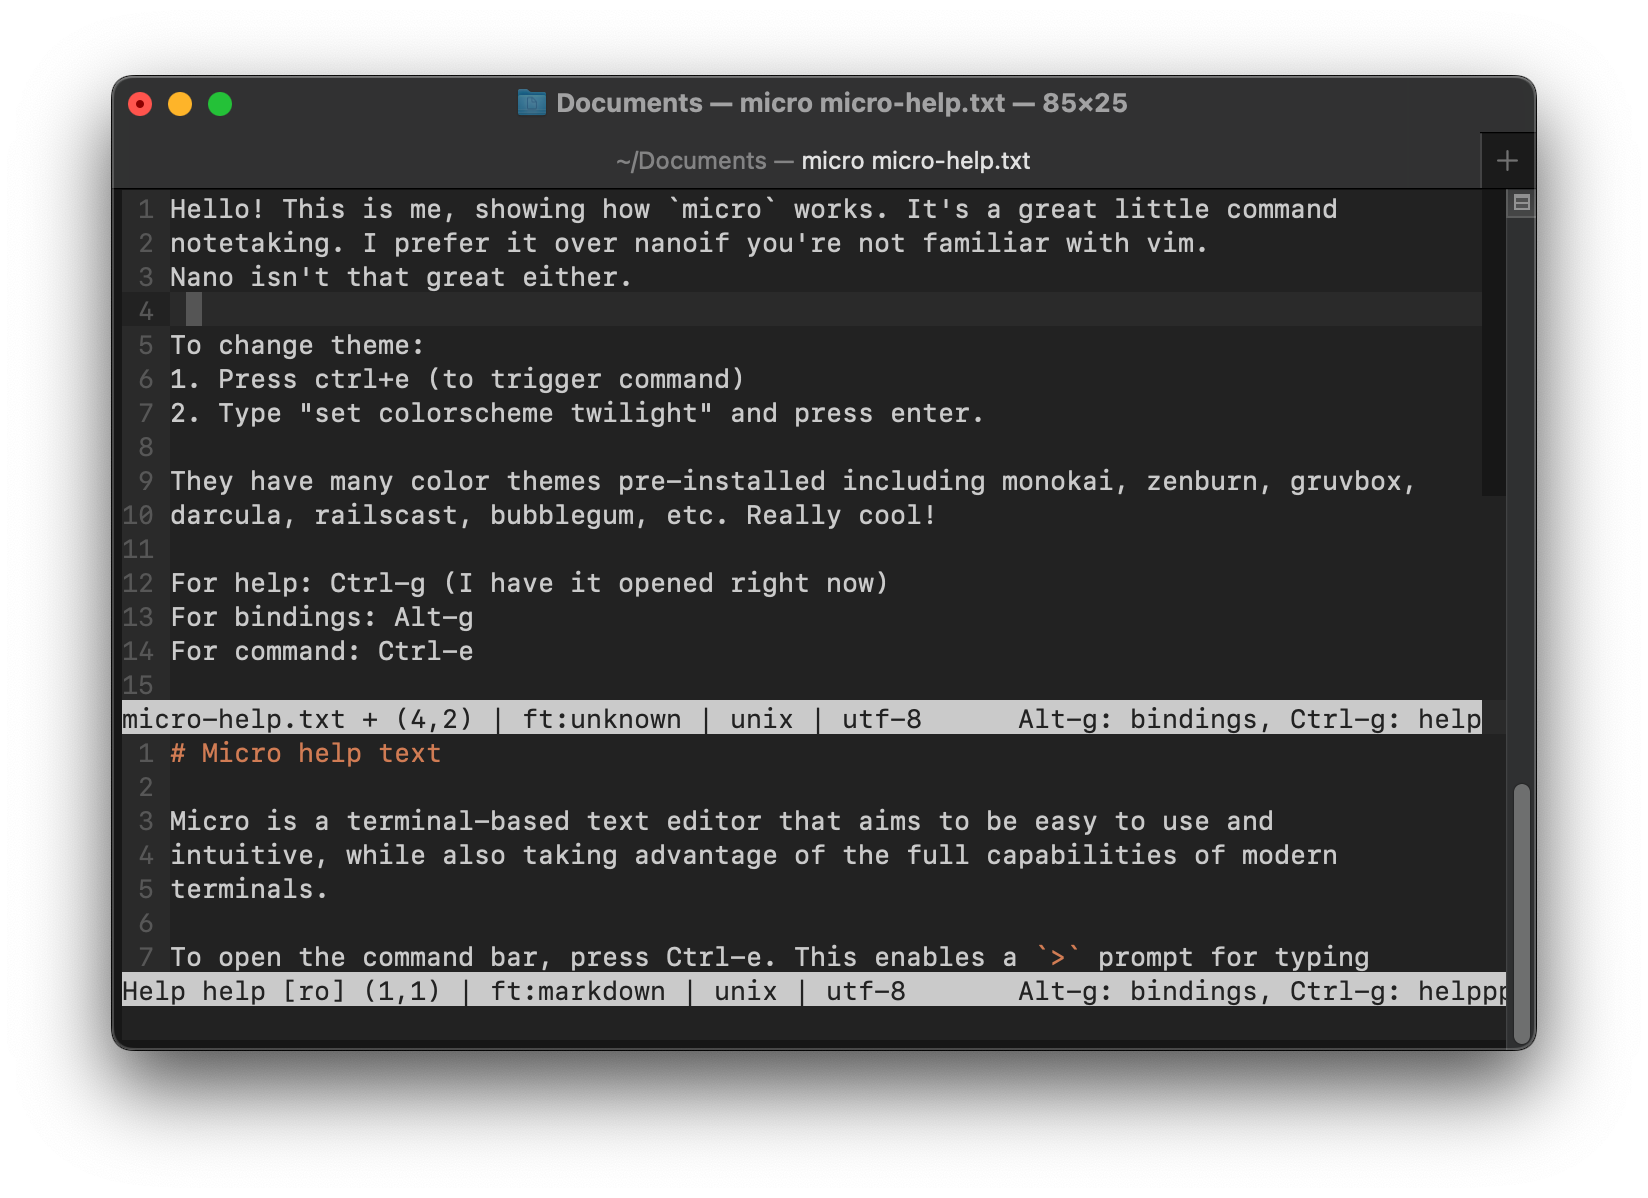 Documents — micro micro-help.txt — 85×25
~/Documents — micro micro-help.txt
1 Hello! This is me, showing how `micro` works. It's a great little command
2 notetaking. I prefer it over nanoif you're not familiar with vim.
3 Nano isn't that great either.
4
5 To change theme:
6 1. Press ctrl+e (to trigger command)
7 2. Type "set colorscheme twilight" and press enter.
8
9 They have many color themes pre-installed including monokai, zenburn, gruvbox,
10 darcula, railscast, bubblegum, etc. Really cool!
11
12 For help: Ctrl-g (I have it opened right now)
13 For bindings: Alt-g
14 For command: Ctrl-e
15
micro-help.txt + (4,2) | ft:unknown | unix | utf-8 Alt-g: bindings, Ctrl-g: help
1 # Micro help text
2
3 Micro is a terminal-based text editor that aims to be easy to use and
4 intuitive, while also taking advantage of the full capabilities of modern
5 terminals.
6
7 To open the command bar, press Ctrl-e. This enables a `>` prompt for typing
Help help [ro] (1,1) | ft:markdown | unix | utf-8 Alt-g: bindings, Ctrl-g: helppp